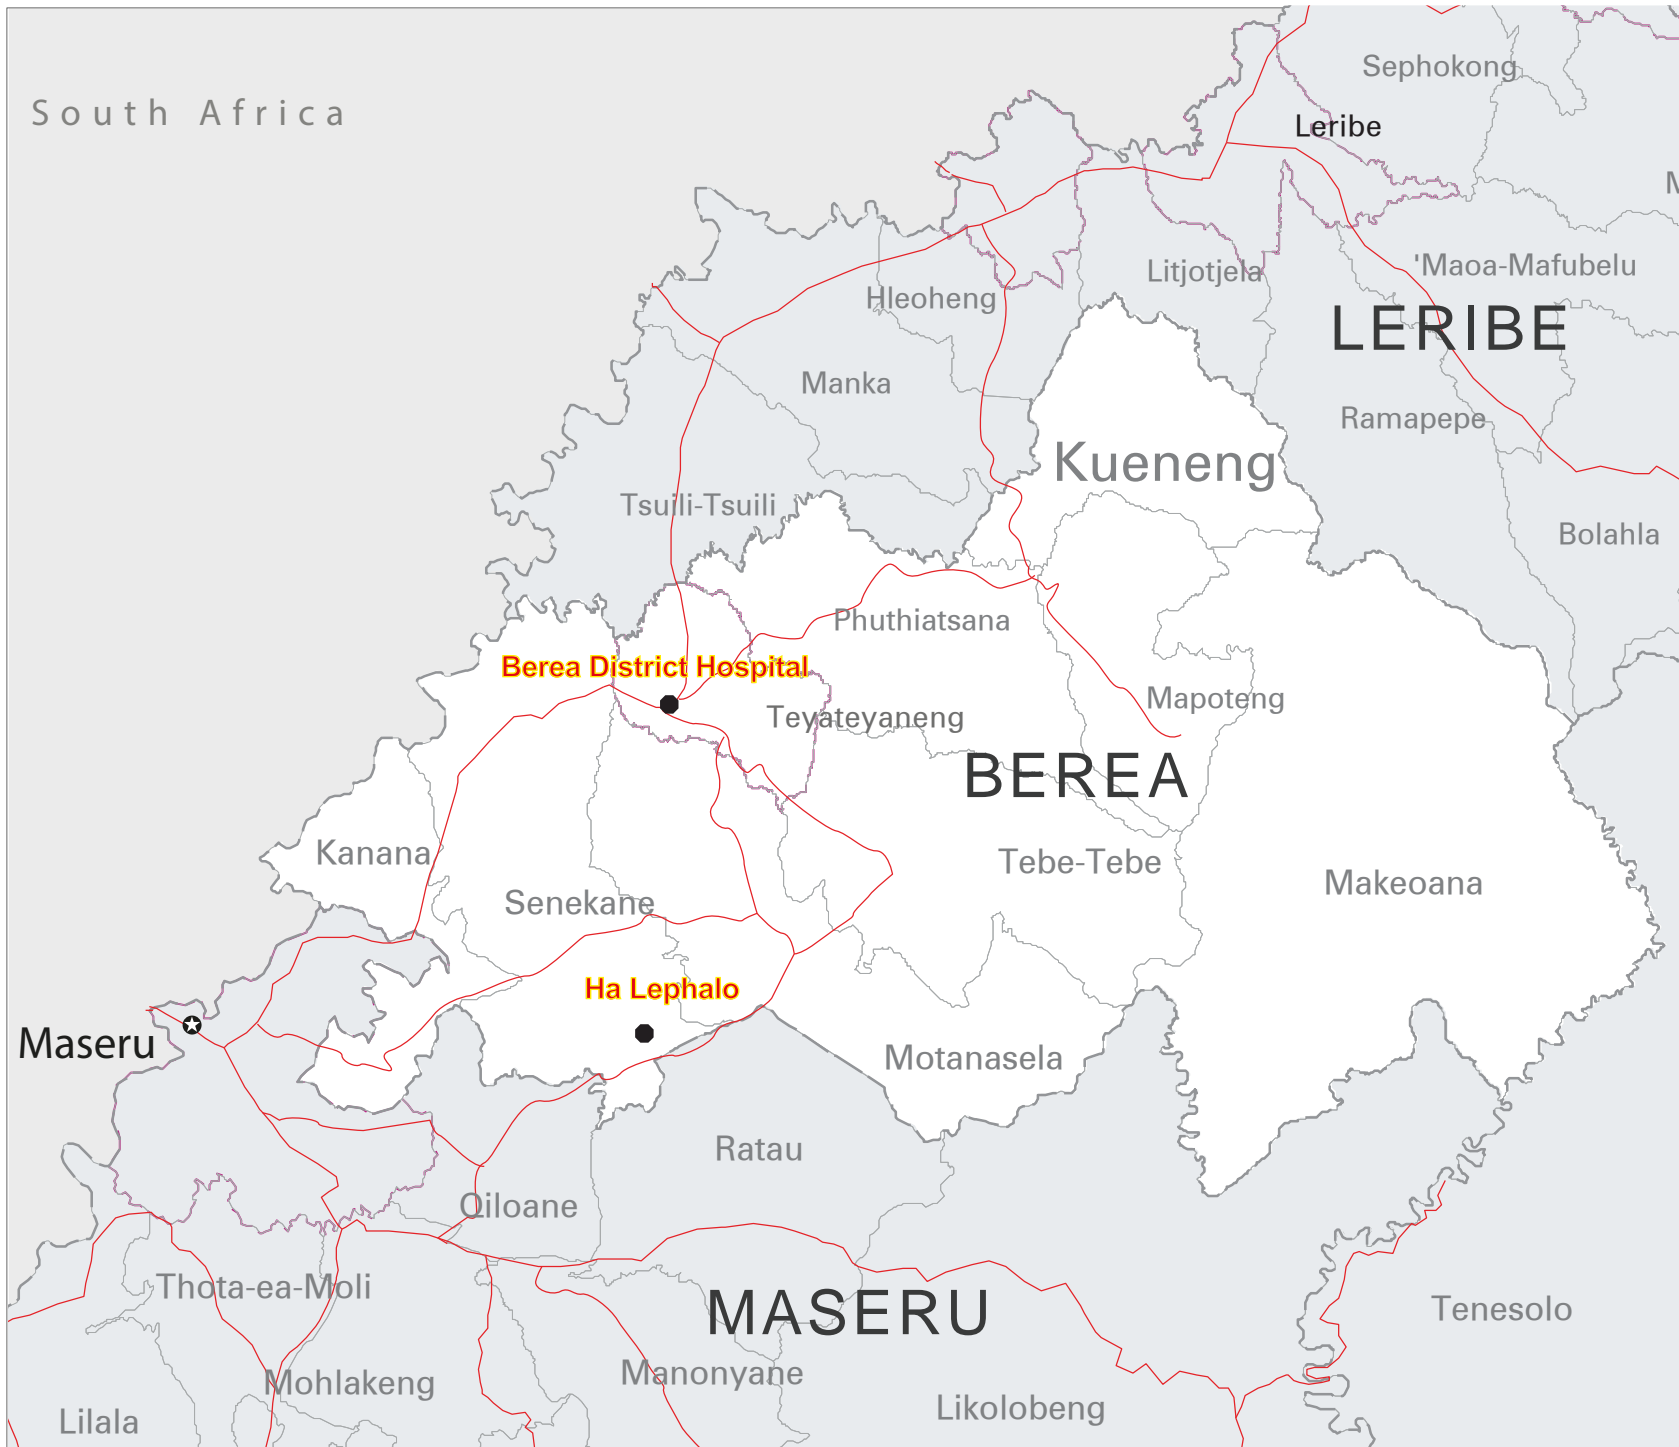 Sephokong
South Africa
Leribe
Litjotjela
'Maoa-Mafubelu
Hleoheng
LERIBE
Manka
Ramapepe
Kueneng
Tsuili-Tsuili
Bolahla
Phuthiatsana
Berea District Hospital
Mapoteng
Teyateyaneng
BEREA
Kanana
Tebe-Tebe
Makeoana
Senekane
Ha Lephalo
Maseru
Motanasela
Ratau
Qiloane
Thota-ea-Moli
MASERU
Tenesolo
Manonyane
Mohlakeng
Likolobeng
Lilala